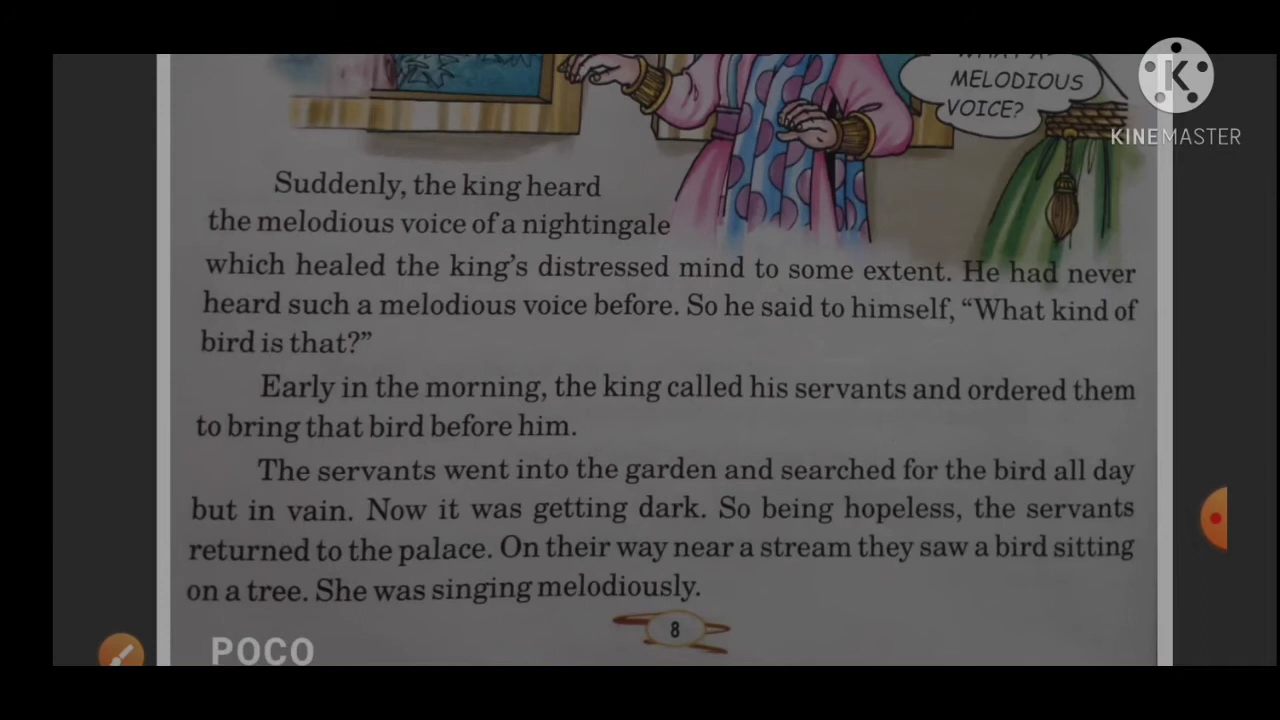 MELODIOUS
VOICE?
KINEMASTER
Suddenly, the king heard
the melodious voice of a nightingale
which healed the king's distressed mind to some extent. He had never
heard such a melodious voice before. So he said to himself, “What kind of
bird is that?”
Early in the morning, the king called his servants and ordered them
to bring that bird before him.
The servants went into the garden and searched for the bird all day
but in vain. Now it was getting dark. So being hopeless, the servants
returned to the palace. On their way near a stream they saw a bird sitting
on a tree. She was singing melodiously.
8
POCO